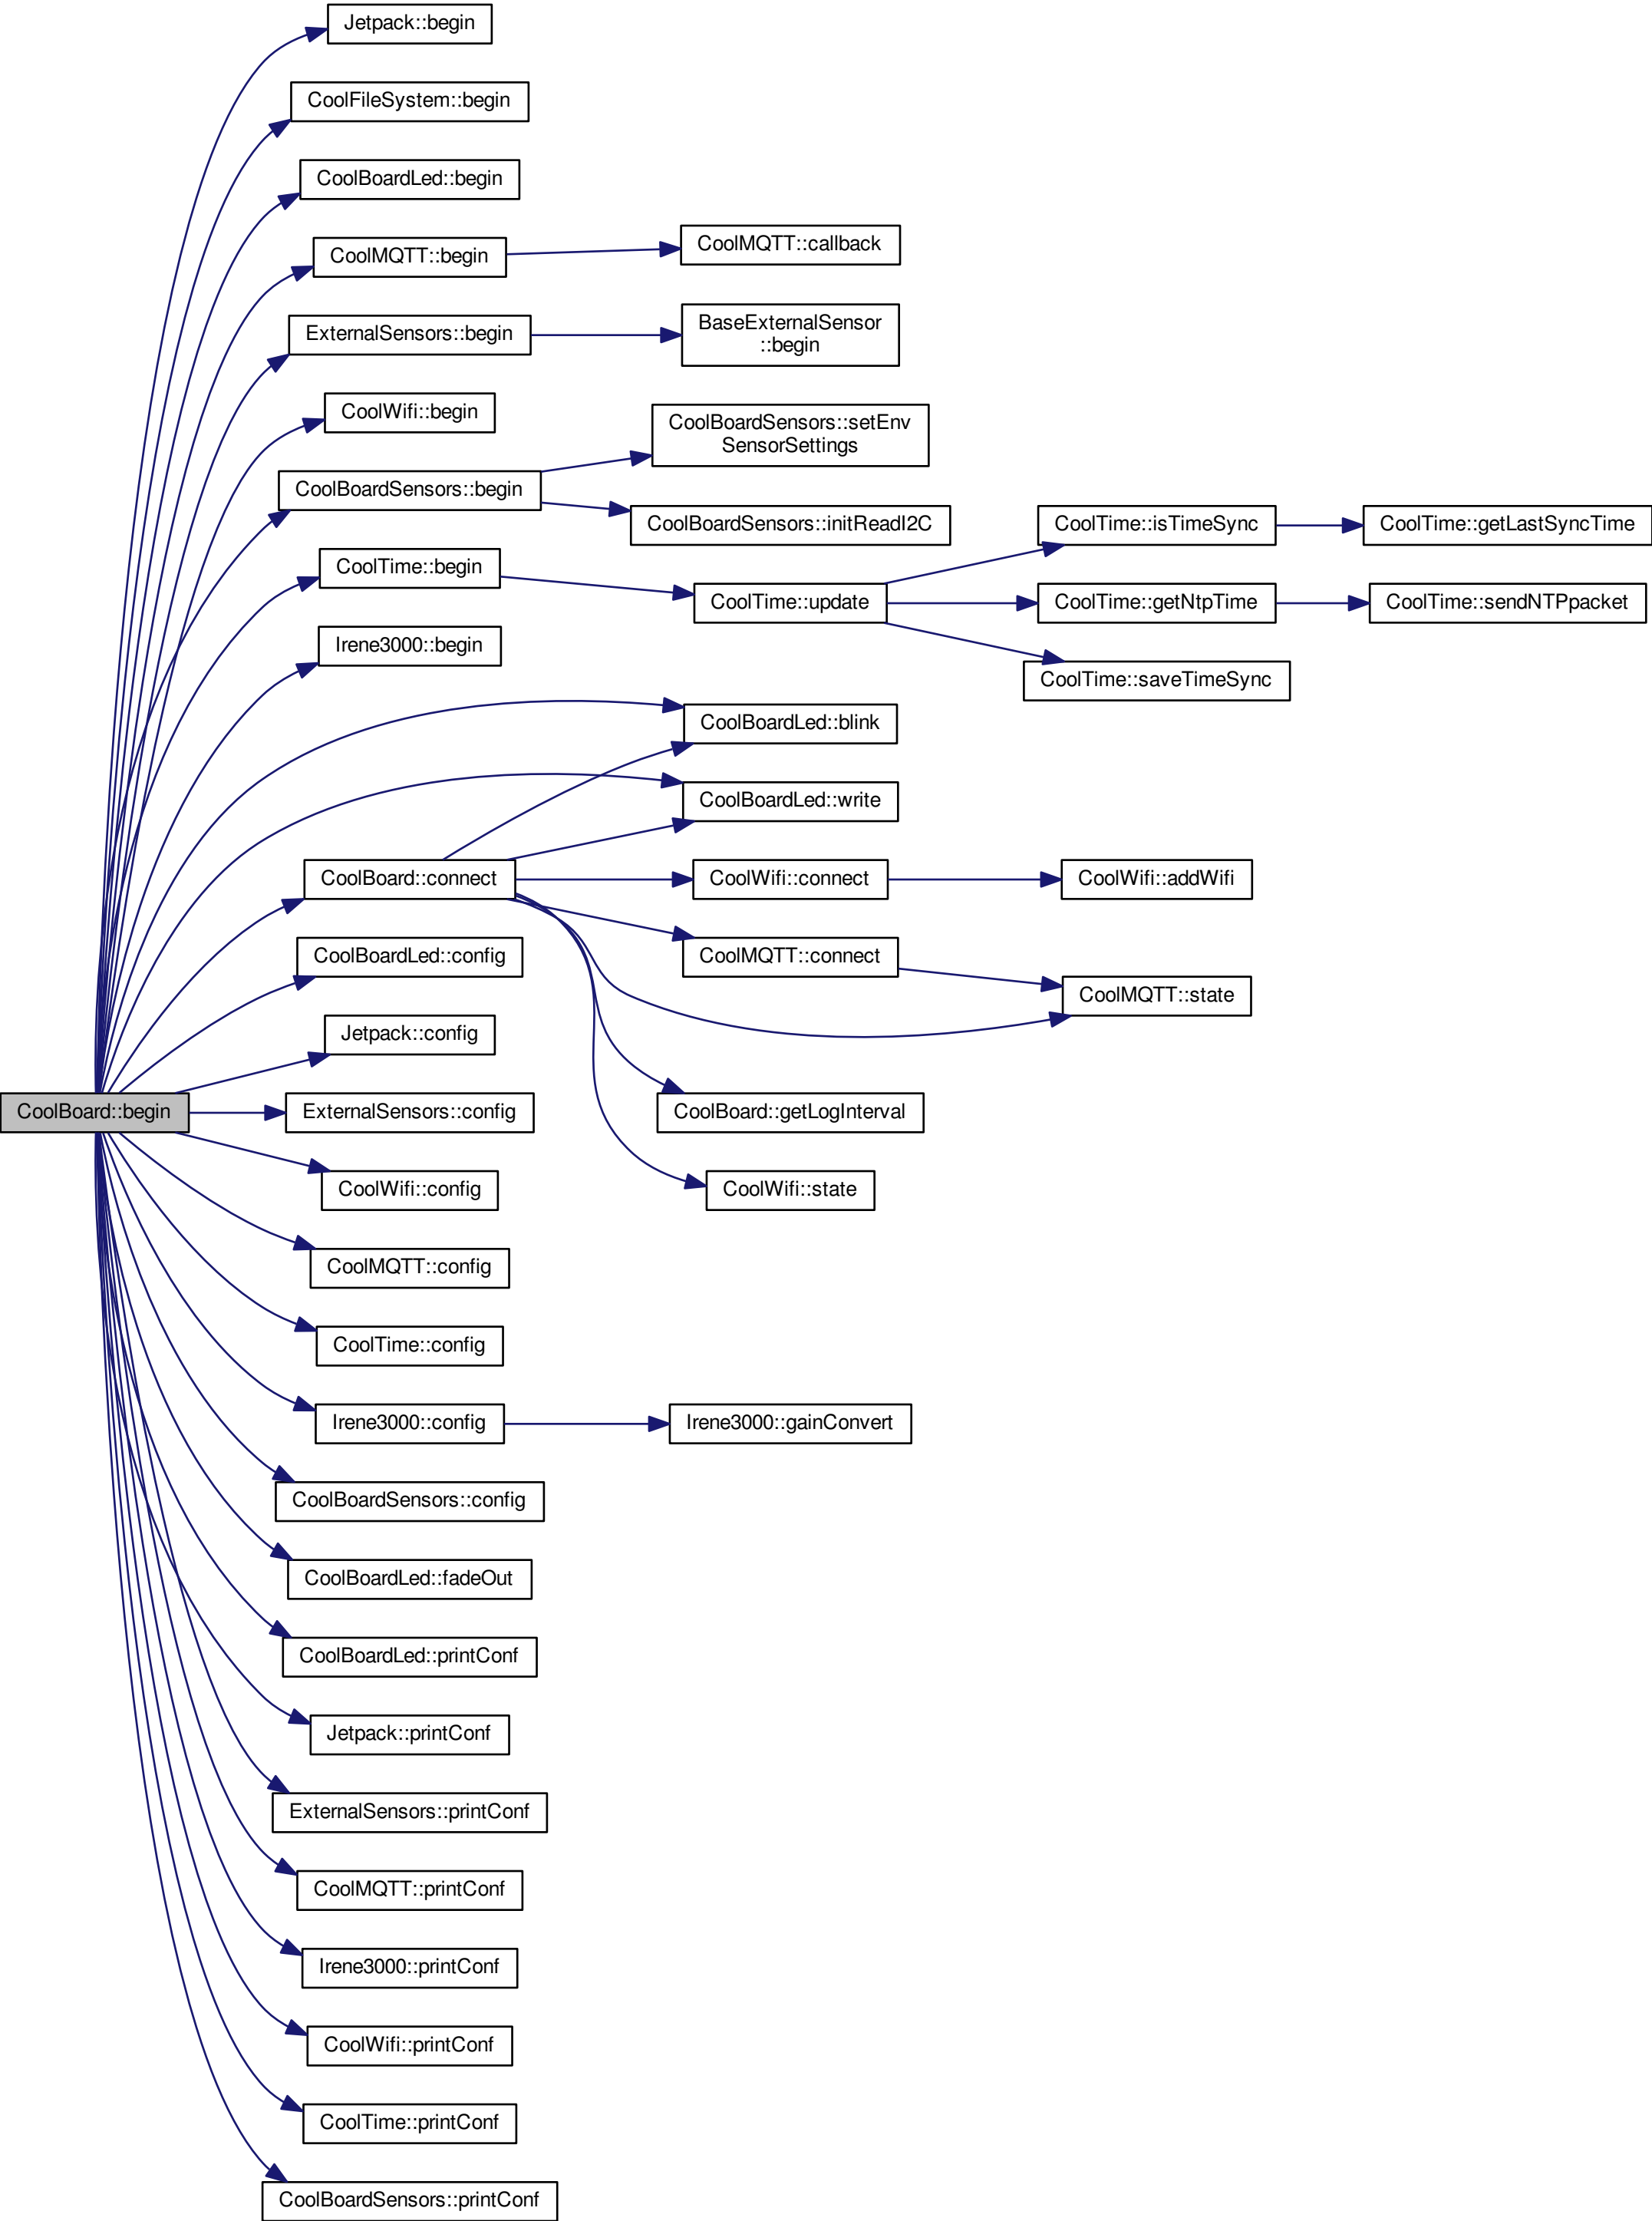 Jetpack::begin
CoolFileSystem::begin
CoolBoardLed::begin
CoolMQTT::begin
CoolMQTT::callback
ExternalSensors::begin
BaseExternalSensor
::begin
CoolWifi::begin
CoolBoardSensors::setEnv
SensorSettings
CoolBoardSensors::begin
CoolBoardSensors::initReadI2C
CoolTime::isTimeSync
CoolTime::getLastSyncTime
CoolTime::begin
CoolTime::update
CoolTime::getNtpTime
CoolTime::sendNTPpacket
Irene3000::begin
CoolTime::saveTimeSync
CoolBoardLed::blink
CoolBoardLed::write
CoolBoard::connect
CoolWifi::connect
CoolWifi::addWifi
CoolBoardLed::config
CoolMQTT::connect
CoolMQTT::state
Jetpack::config
CoolBoard::begin
ExternalSensors::config
CoolBoard::getLogInterval
CoolWifi::config
CoolWifi::state
CoolMQTT::config
CoolTime::config
Irene3000::config
Irene3000::gainConvert
CoolBoardSensors::config
CoolBoardLed::fadeOut
CoolBoardLed::printConf
Jetpack::printConf
ExternalSensors::printConf
CoolMQTT::printConf
Irene3000::printConf
CoolWifi::printConf
CoolTime::printConf
CoolBoardSensors::printConf